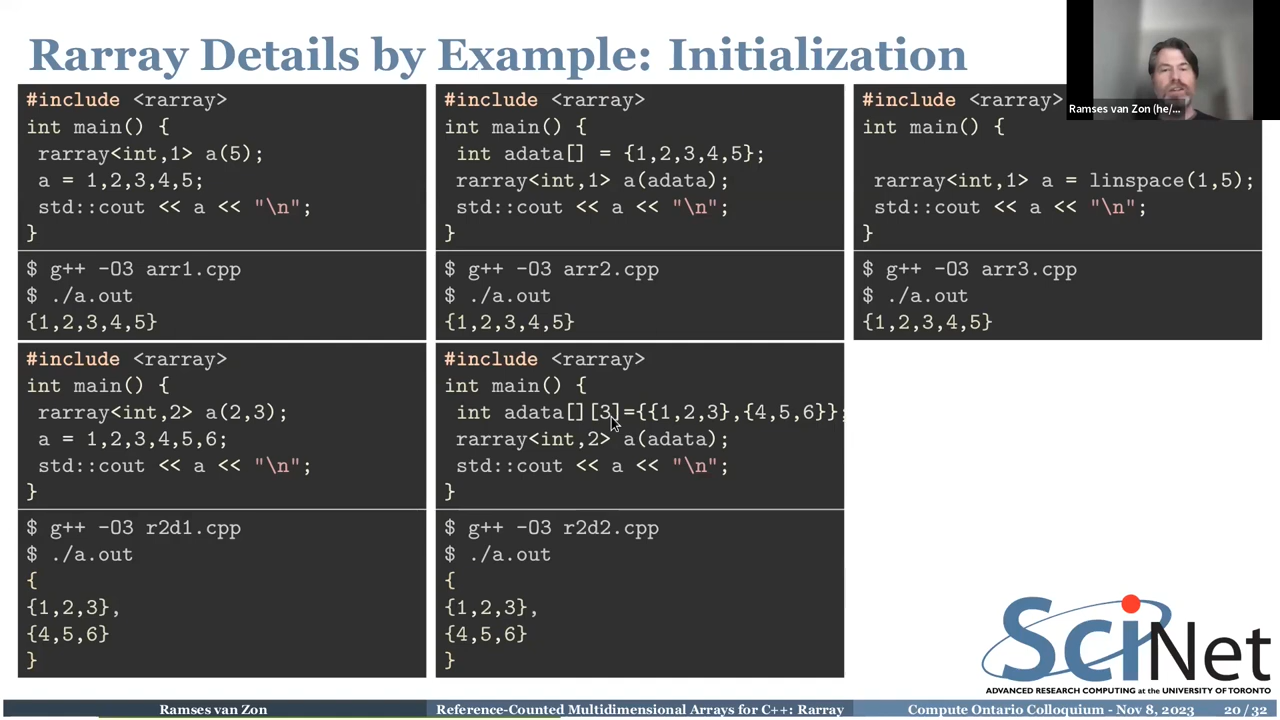 Rarray Details by Example: Initialization
#include <rarray>
int main() {
rarray<int,1> a(5);
a = 1,2,3,4,5;
std::cout << a << "\n";
}
$ g++ -O3 arr1.cpp
$ ./a.out
{1,2,3,4,5}
#include <rarray>
int main() {
int adata[] = {1,2,3,4,5};
rarray<int,1> a(adata);
std::cout << a << "\n";
}
$ g++ -O3 arr2.cpp
$ ./a.out
{1,2,3,4,5}
#include <rarray>
int main() {
rarray<int,1> a = linspace(1,5);
std::cout << a << "\n";
}
$ g++ -O3 arr3.cpp
$ ./a.out
{1,2,3,4,5}
Ramses van Zon (he/...
#include <rarray>
int main() {
rarray<int,2> a(2,3);
a = 1,2,3,4,5,6;
std::cout << a << "\n";
}
$ g++ -O3 r2d1.cpp
$ ./a.out
{
{1,2,3},
{4,5,6}
}
#include <rarray>
int main() {
int adata[][3]={{1,2,3},{4,5,6}};
rarray<int,2> a(adata);
std::cout << a << "\n";
}
$ g++ -O3 r2d2.cpp
$ ./a.out
{
{1,2,3},
{4,5,6}
}
SciNet
ADVANCED RESEARCH COMPUTING at the UNIVERSITY OF TORONTO
Ramses van Zon
Reference-Counted Multidimensional Arrays for C++: Rarray
Compute Ontario Colloquium - Nov 8, 2023
20 / 32